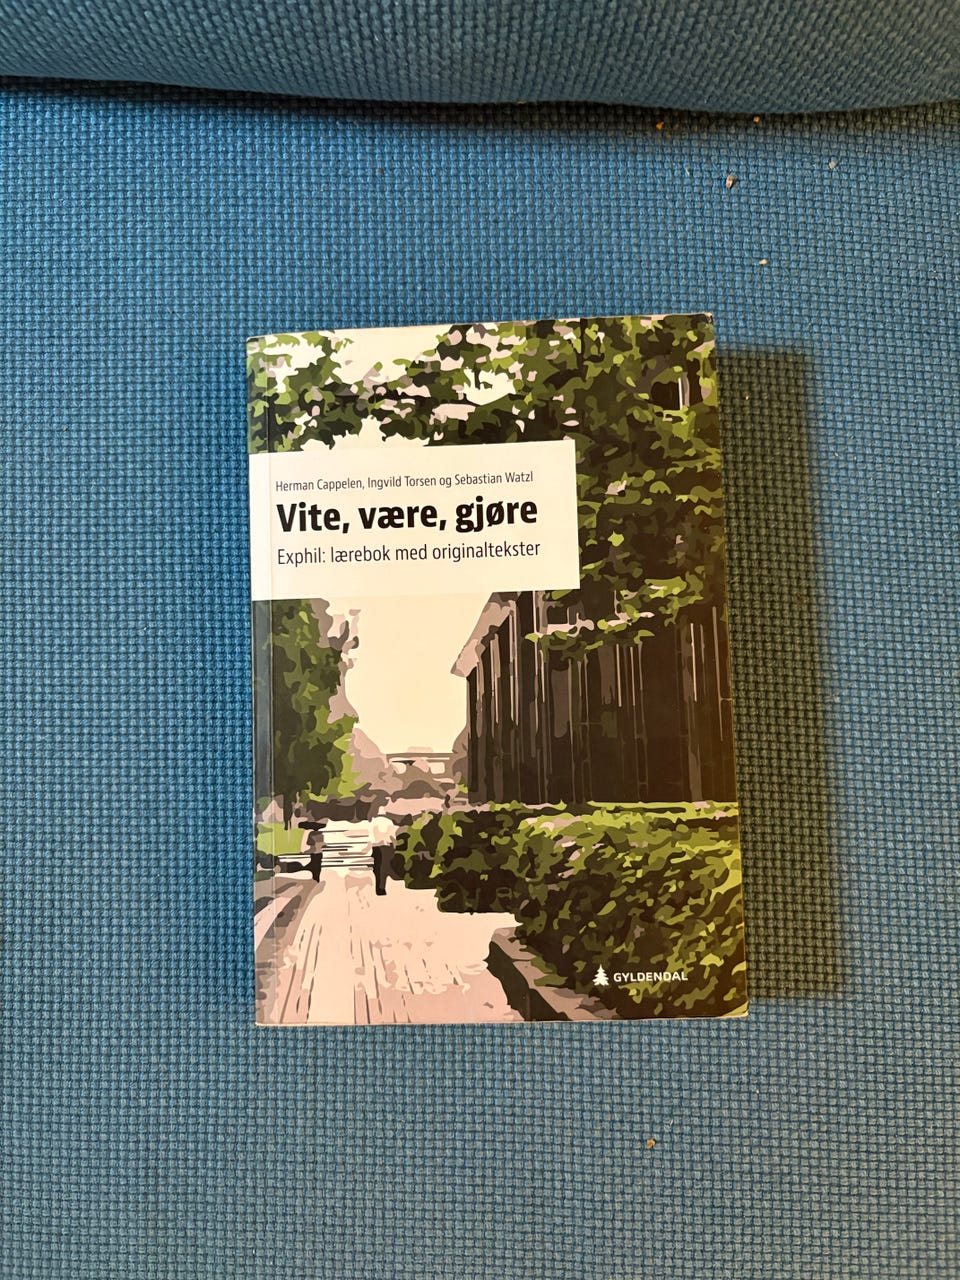 Herman Cappelen, Ingvild Torsen og Sebastian Watzl
Vite, være, gjøre
Exphil: lærebok med originaltekster
GYLDENDAL